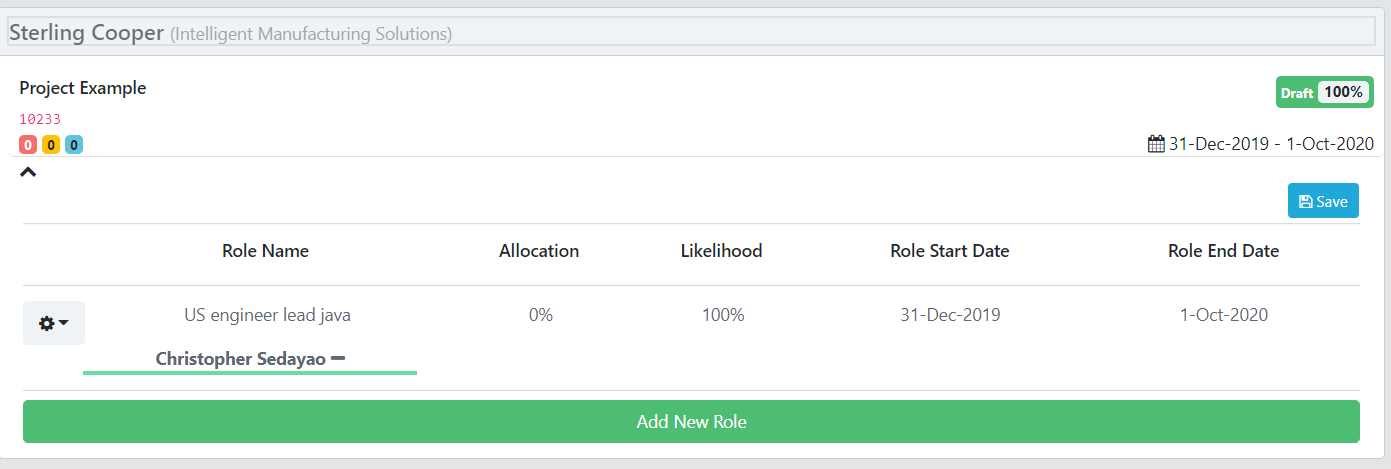 Sterling Cooper (Intelligent Manufacturing Solutions)
Project Example
Draft 100%
10233
0 0 0
31-Dec-2019 - 1-Oct-2020
Save
Role Name Allocation Likelihood Role Start Date Role End Date
US engineer lead java 0% 100% 31-Dec-2019 1-Oct-2020
Christopher Sedayao
Add New Role